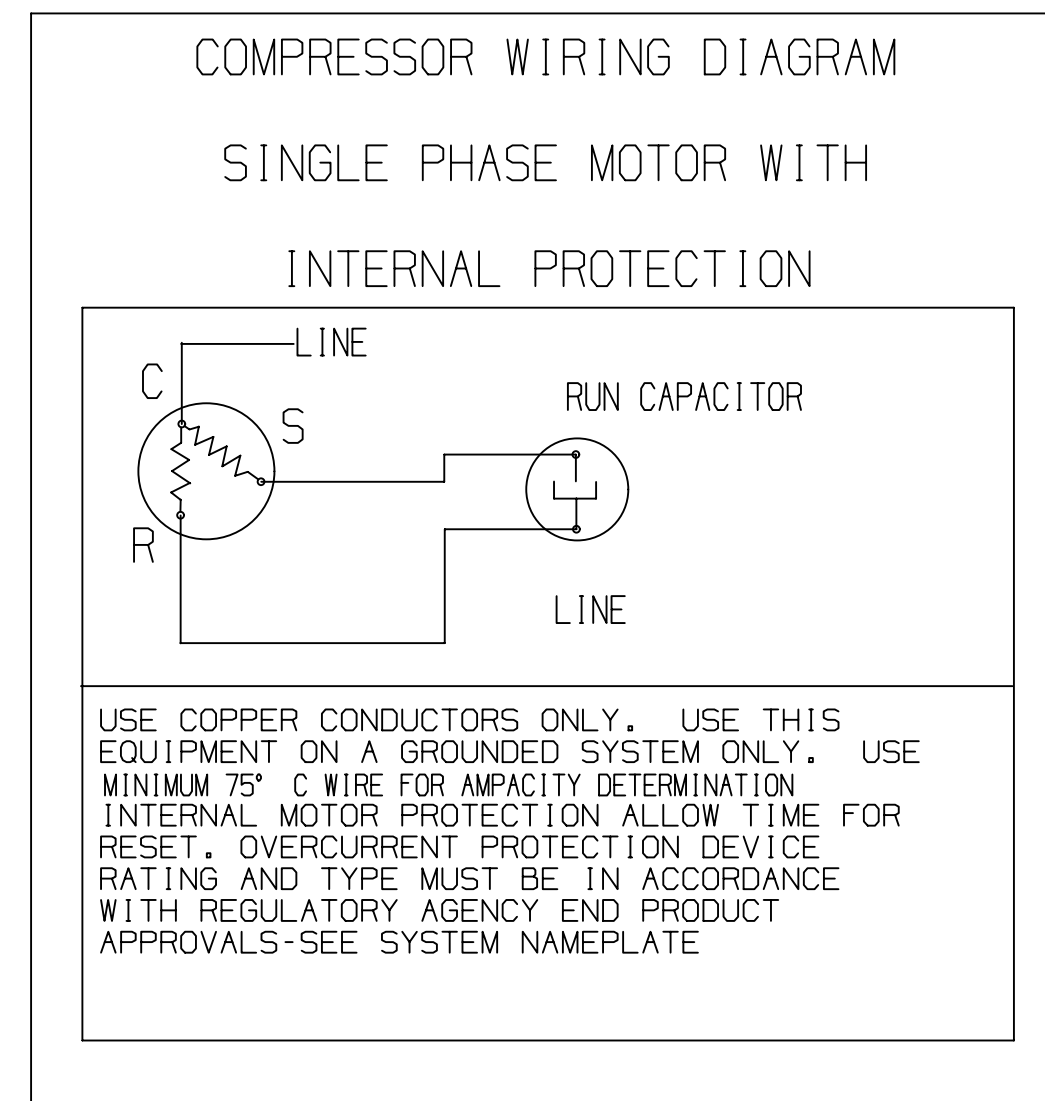 COMPRESSOR WIRING DIAGRAM
SINGLE PHASE MOTOR WITH
INTERNAL PROTECTION
LINE
C
RUN CAPACITOR
S
R
LINE
USE COPPER CONDUCTORS ONLY. USE THIS
EQUIPMENT ON A GROUNDED SYSTEM ONLY. USE
MINIMUM 75° C WIRE FOR AMPACITY DETERMINATION
INTERNAL MOTOR PROTECTION ALLOW TIME FOR
RESET. OVERCURRENT PROTECTION DEVICE
RATING AND TYPE MUST BE IN ACCORDANCE
WITH REGULATORY AGENCY END PRODUCT
APPROVALS-SEE SYSTEM NAMEPLATE